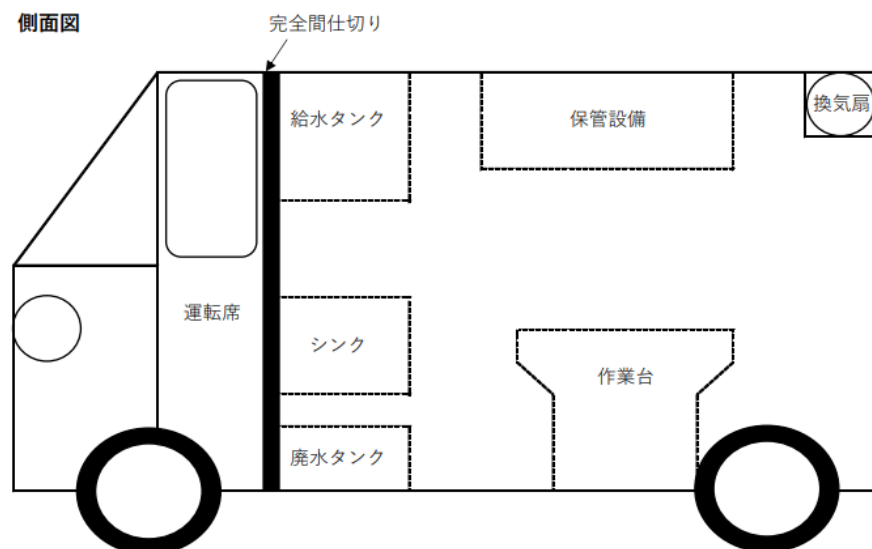 側面図
完全間仕切り
給水タンク
保管設備
換気扇
運転席
シンク
作業台
廃水タンク